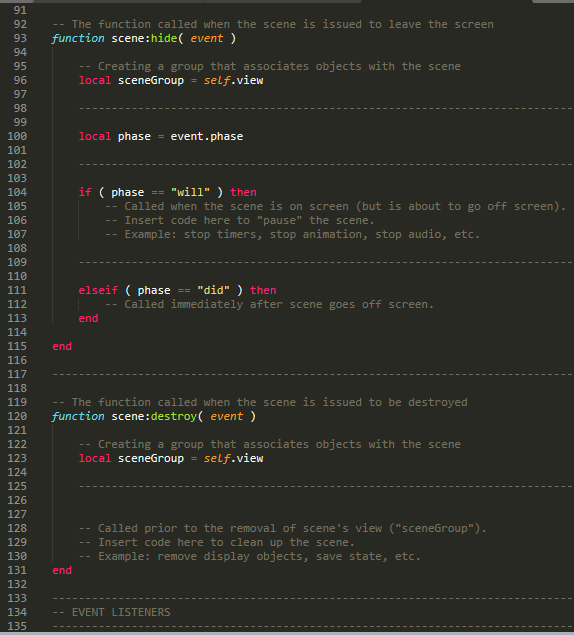 91
92 -- The function called when the scene is issued to leave the screen
93 function scene:hide( event )
94
95 -- Creating a group that associates objects with the scene
96 local sceneGroup = self.view
97
98 --------------------------------------------------------------------------------
99
100 local phase = event.phase
101
102 --------------------------------------------------------------------------------
103
104 if ( phase == "will" ) then
105 -- Called when the scene is on screen (but is about to go off screen).
106 -- Insert code here to "pause" the scene.
107 -- Example: stop timers, stop animation, stop audio, etc.
108
109 --------------------------------------------------------------------------------
110
111 elseif ( phase == "did" ) then
112 -- Called immediately after scene goes off screen.
113 end
114
115 end
116
117 --------------------------------------------------------------------------------
118
119 -- The function called when the scene is issued to be destroyed
120 function scene:destroy( event )
121
122 -- Creating a group that associates objects with the scene
123 local sceneGroup = self.view
124
125 --------------------------------------------------------------------------------
126
127
128 -- Called prior to the removal of scene's view ("sceneGroup").
129 -- Insert code here to clean up the scene.
130 -- Example: remove display objects, save state, etc.
131 end
132
133 --------------------------------------------------------------------------------
134 -- EVENT LISTENERS
135 --------------------------------------------------------------------------------